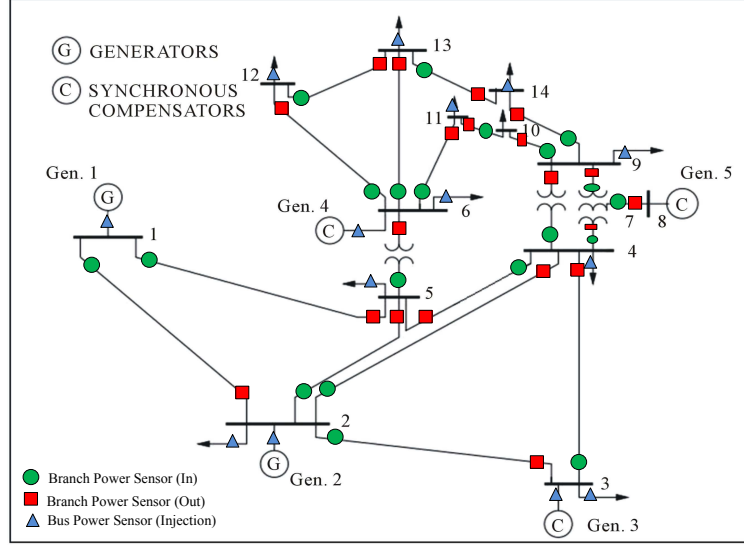 G GENERATORS
C SYNCHRONOUS
COMPENSATORS
12
13
14
11
10
9
Gen. 1
G
1
Gen. 4
C
6
Gen. 5
C
7
8
4
5
2
G
Gen. 2
3
C
Gen. 3
Branch Power Sensor (In)
Branch Power Sensor (Out)
Bus Power Sensor (Injection)